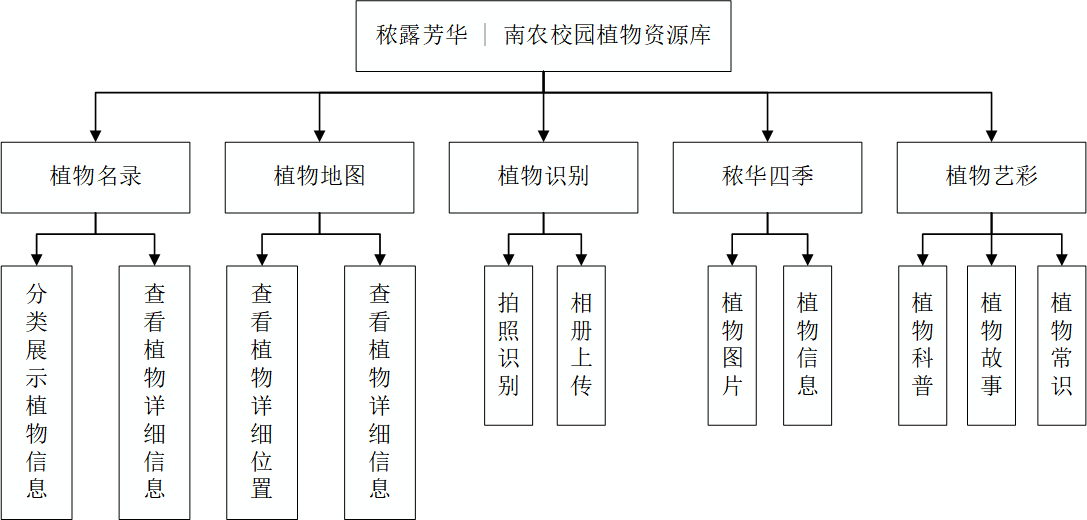 秾露芳华｜南农校园植物资源库
植物名录
植物地图
植物识别
秾华四季
植物艺彩
分类展示植物信息
查看植物详细信息
查看植物详细位置
查看植物详细信息
拍照识别
相册上传
植物图片
植物信息
植物科普
植物故事
植物常识